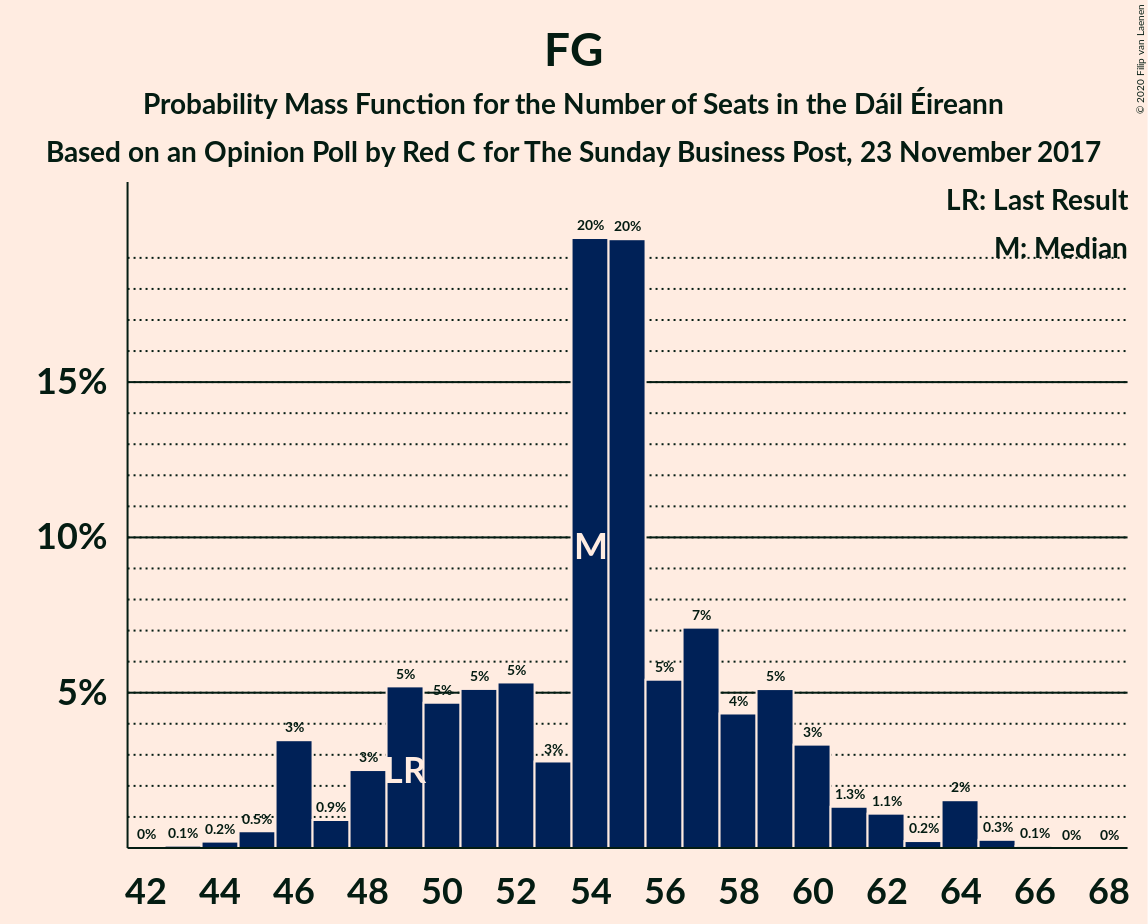 FG
Probability Mass Function for the Number of Seats in the Dáil Éireann
Based on an Opinion Poll by Red C for The Sunday Business Post, 23 November 2017
© 2020 Filip van Laenen
LR: Last Result
M: Median
15%
10%
5%
0% 0.1% 0.2% 0.5% 3% 0.9% 3% 5% 5% 5% 5% 3% 20% 20% 5% 7% 4% 5% 3% 1.3% 1.1% 0.2% 2% 0.3% 0.1% 0% 0%
LR
M
42 44 46 48 50 52 54 56 58 60 62 64 66 68